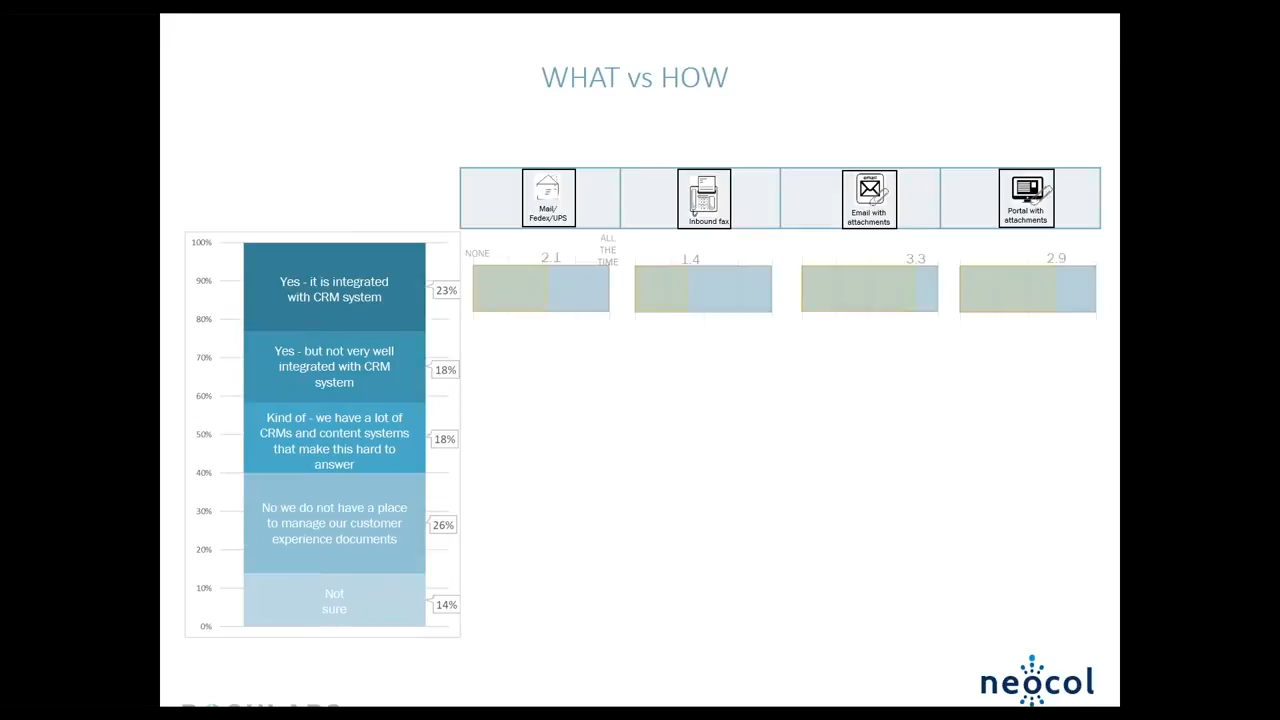 WHAT vs HOW
Mail/
Fedex/UPS
Inbound fax
email
Email with
attachments
Portal with
attachments
NONE
2.1
ALL
THE
TIME
1.4
3.3
2.9
100%
90%
80%
70%
60%
50%
40%
30%
20%
10%
0%
Yes - it is integrated
with CRM system
23%
Yes - but not very well
integrated with CRM
system
18%
Kind of - we have a lot of
CRMs and content systems
that make this hard to
answer
18%
No we do not have a place
to manage our customer
experience documents
26%
Not
sure
14%
neocol